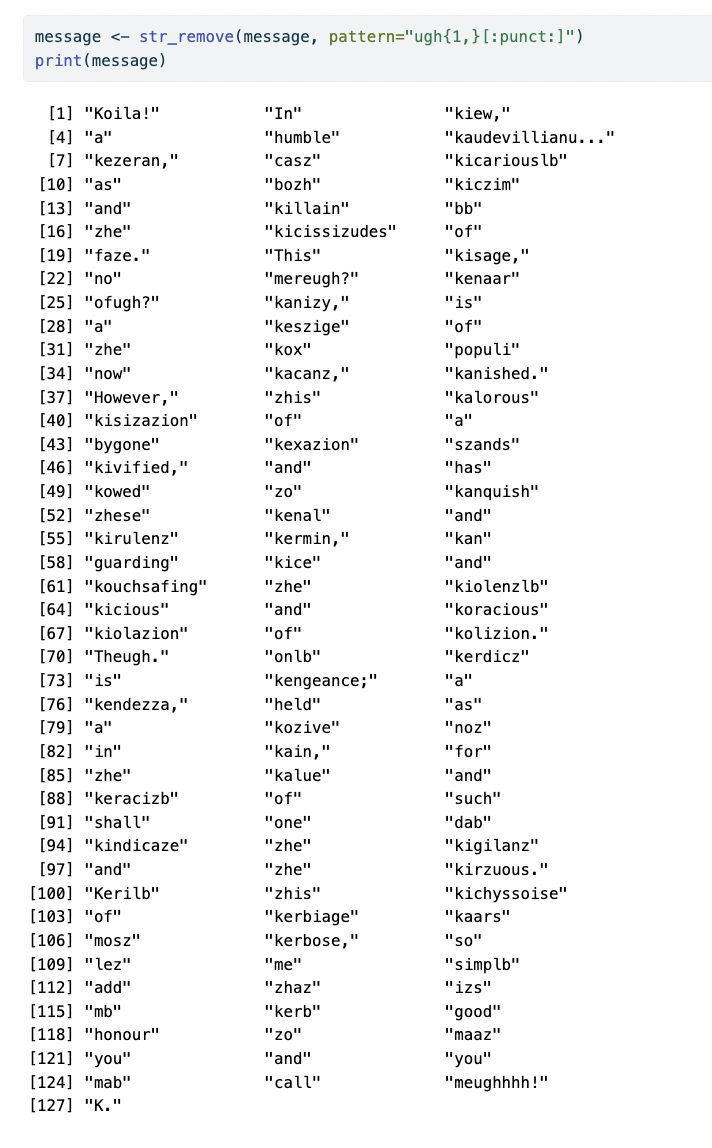 message <- str_remove(message, pattern="ugh{1,}[:punct:]")
print(message)
[1] "Koila!" "In" "kiew,"
[4] "a" "humble" "kaudevillianu..."
[7] "kezeran," "casz" "kicariouslb"
[10] "as" "bozh" "kiczim"
[13] "and" "killain" "bb"
[16] "zhe" "kicissizudes" "of"
[19] "faze." "This" "kisage,"
[22] "no" "mereugh?" "kenaar"
[25] "ofugh?" "kanizy," "is"
[28] "a" "keszige" "of"
[31] "zhe" "kox" "populi"
[34] "now" "kacanz," "kanished."
[37] "However," "zhis" "kalorous"
[40] "kisizazion" "of" "a"
[43] "bygone" "kexazion" "szands"
[46] "kivified," "and" "has"
[49] "kowed" "zo" "kanquish"
[52] "zhese" "kenal" "and"
[55] "kirulenz" "kermin," "kan"
[58] "guarding" "kice" "and"
[61] "kouchsafing" "zhe" "kiolenzlb"
[64] "kicious" "and" "koracious"
[67] "kiolazion" "of" "kolizion."
[70] "Theugh." "onlb" "kerdicz"
[73] "is" "kengeance;" "a"
[76] "kendezza," "held" "as"
[79] "a" "kozive" "noz"
[82] "in" "kain," "for"
[85] "zhe" "kalue" "and"
[88] "keracizb" "of" "such"
[91] "shall" "one" "dab"
[94] "kindicaze" "zhe" "kigilanz"
[97] "and" "zhe" "kirzuous."
[100] "Kerilb" "zhis" "kichyssoise"
[103] "of" "kerbiage" "kaars"
[106] "mosz" "kerbose," "so"
[109] "lez" "me" "simplb"
[112] "add" "zhaz" "izs"
[115] "mb" "kerb" "good"
[118] "honour" "zo" "maaz"
[121] "you" "and" "you"
[124] "mab" "call" "meughhhh!"
[127] "K."